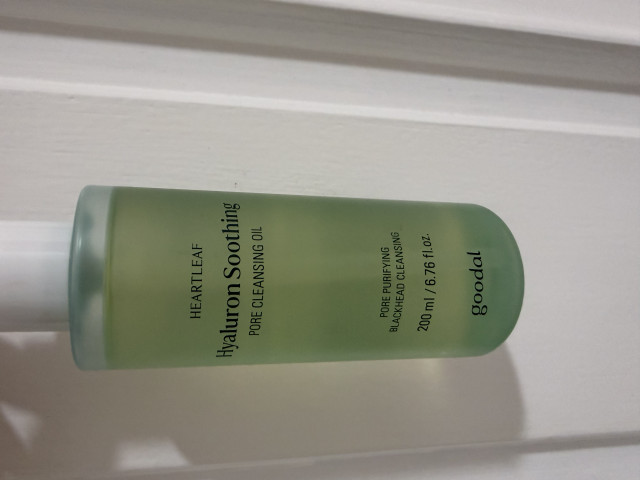 HEARTLEAF
Hyaluron Soothing
PORE CLEANSING OIL
PORE PURIFYING
BLACKHEAD CLEANSING
200 ml / 6.76 fl.oz.
goodal